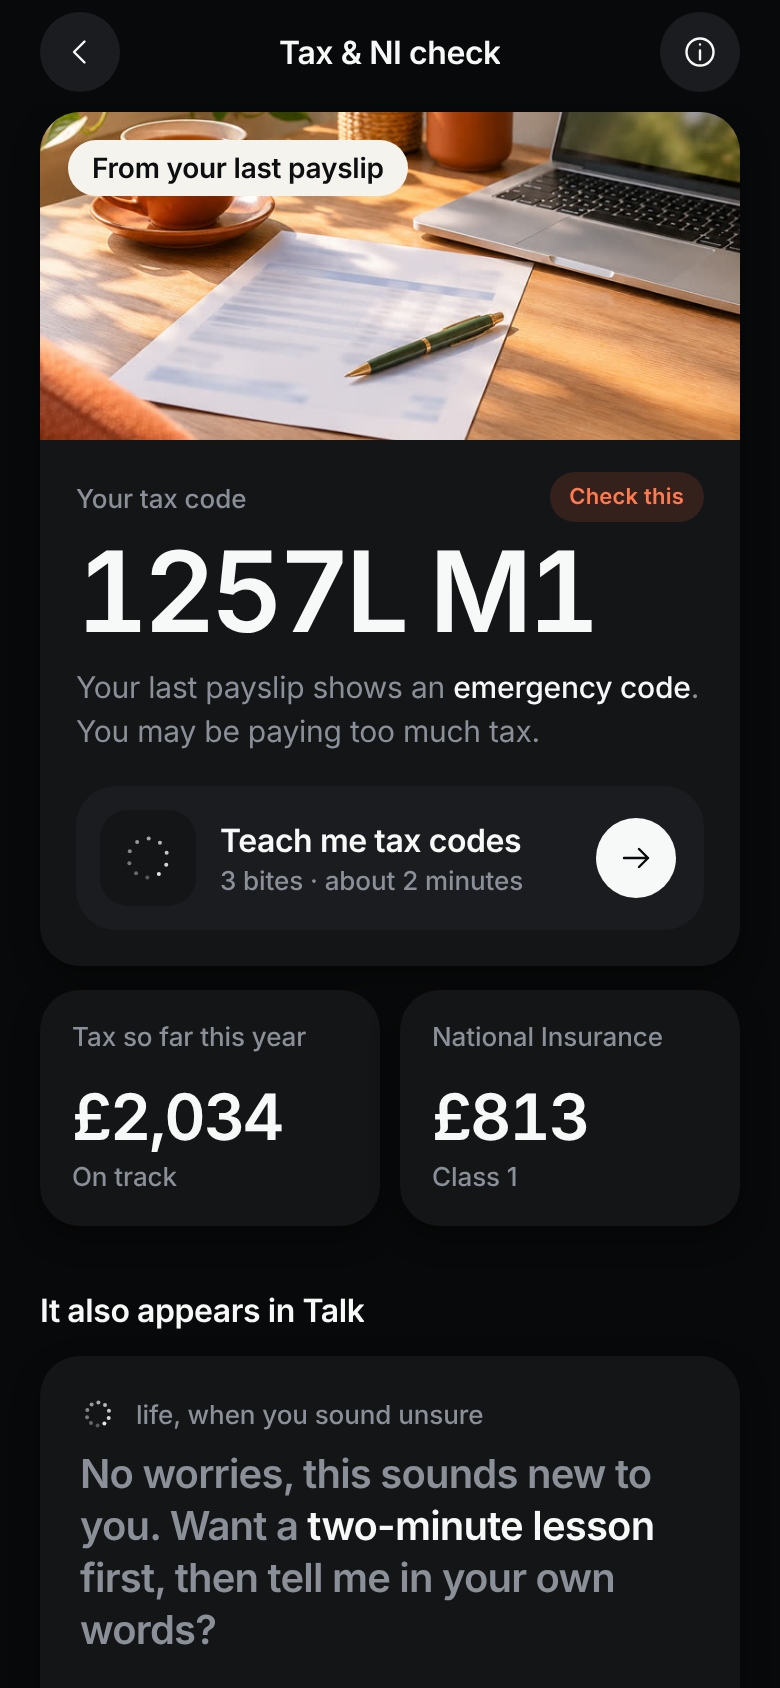 Tax & NI check
From your last payslip
Your tax code
Check this
1257L M1
Your last payslip shows an emergency code.
You may be paying too much tax.
Teach me tax codes
3 bites · about 2 minutes
Tax so far this year
£2,034
On track
National Insurance
£813
Class 1
It also appears in Talk
life, when you sound unsure
No worries, this sounds new to
you. Want a two-minute lesson
first, then tell me in your own
words?